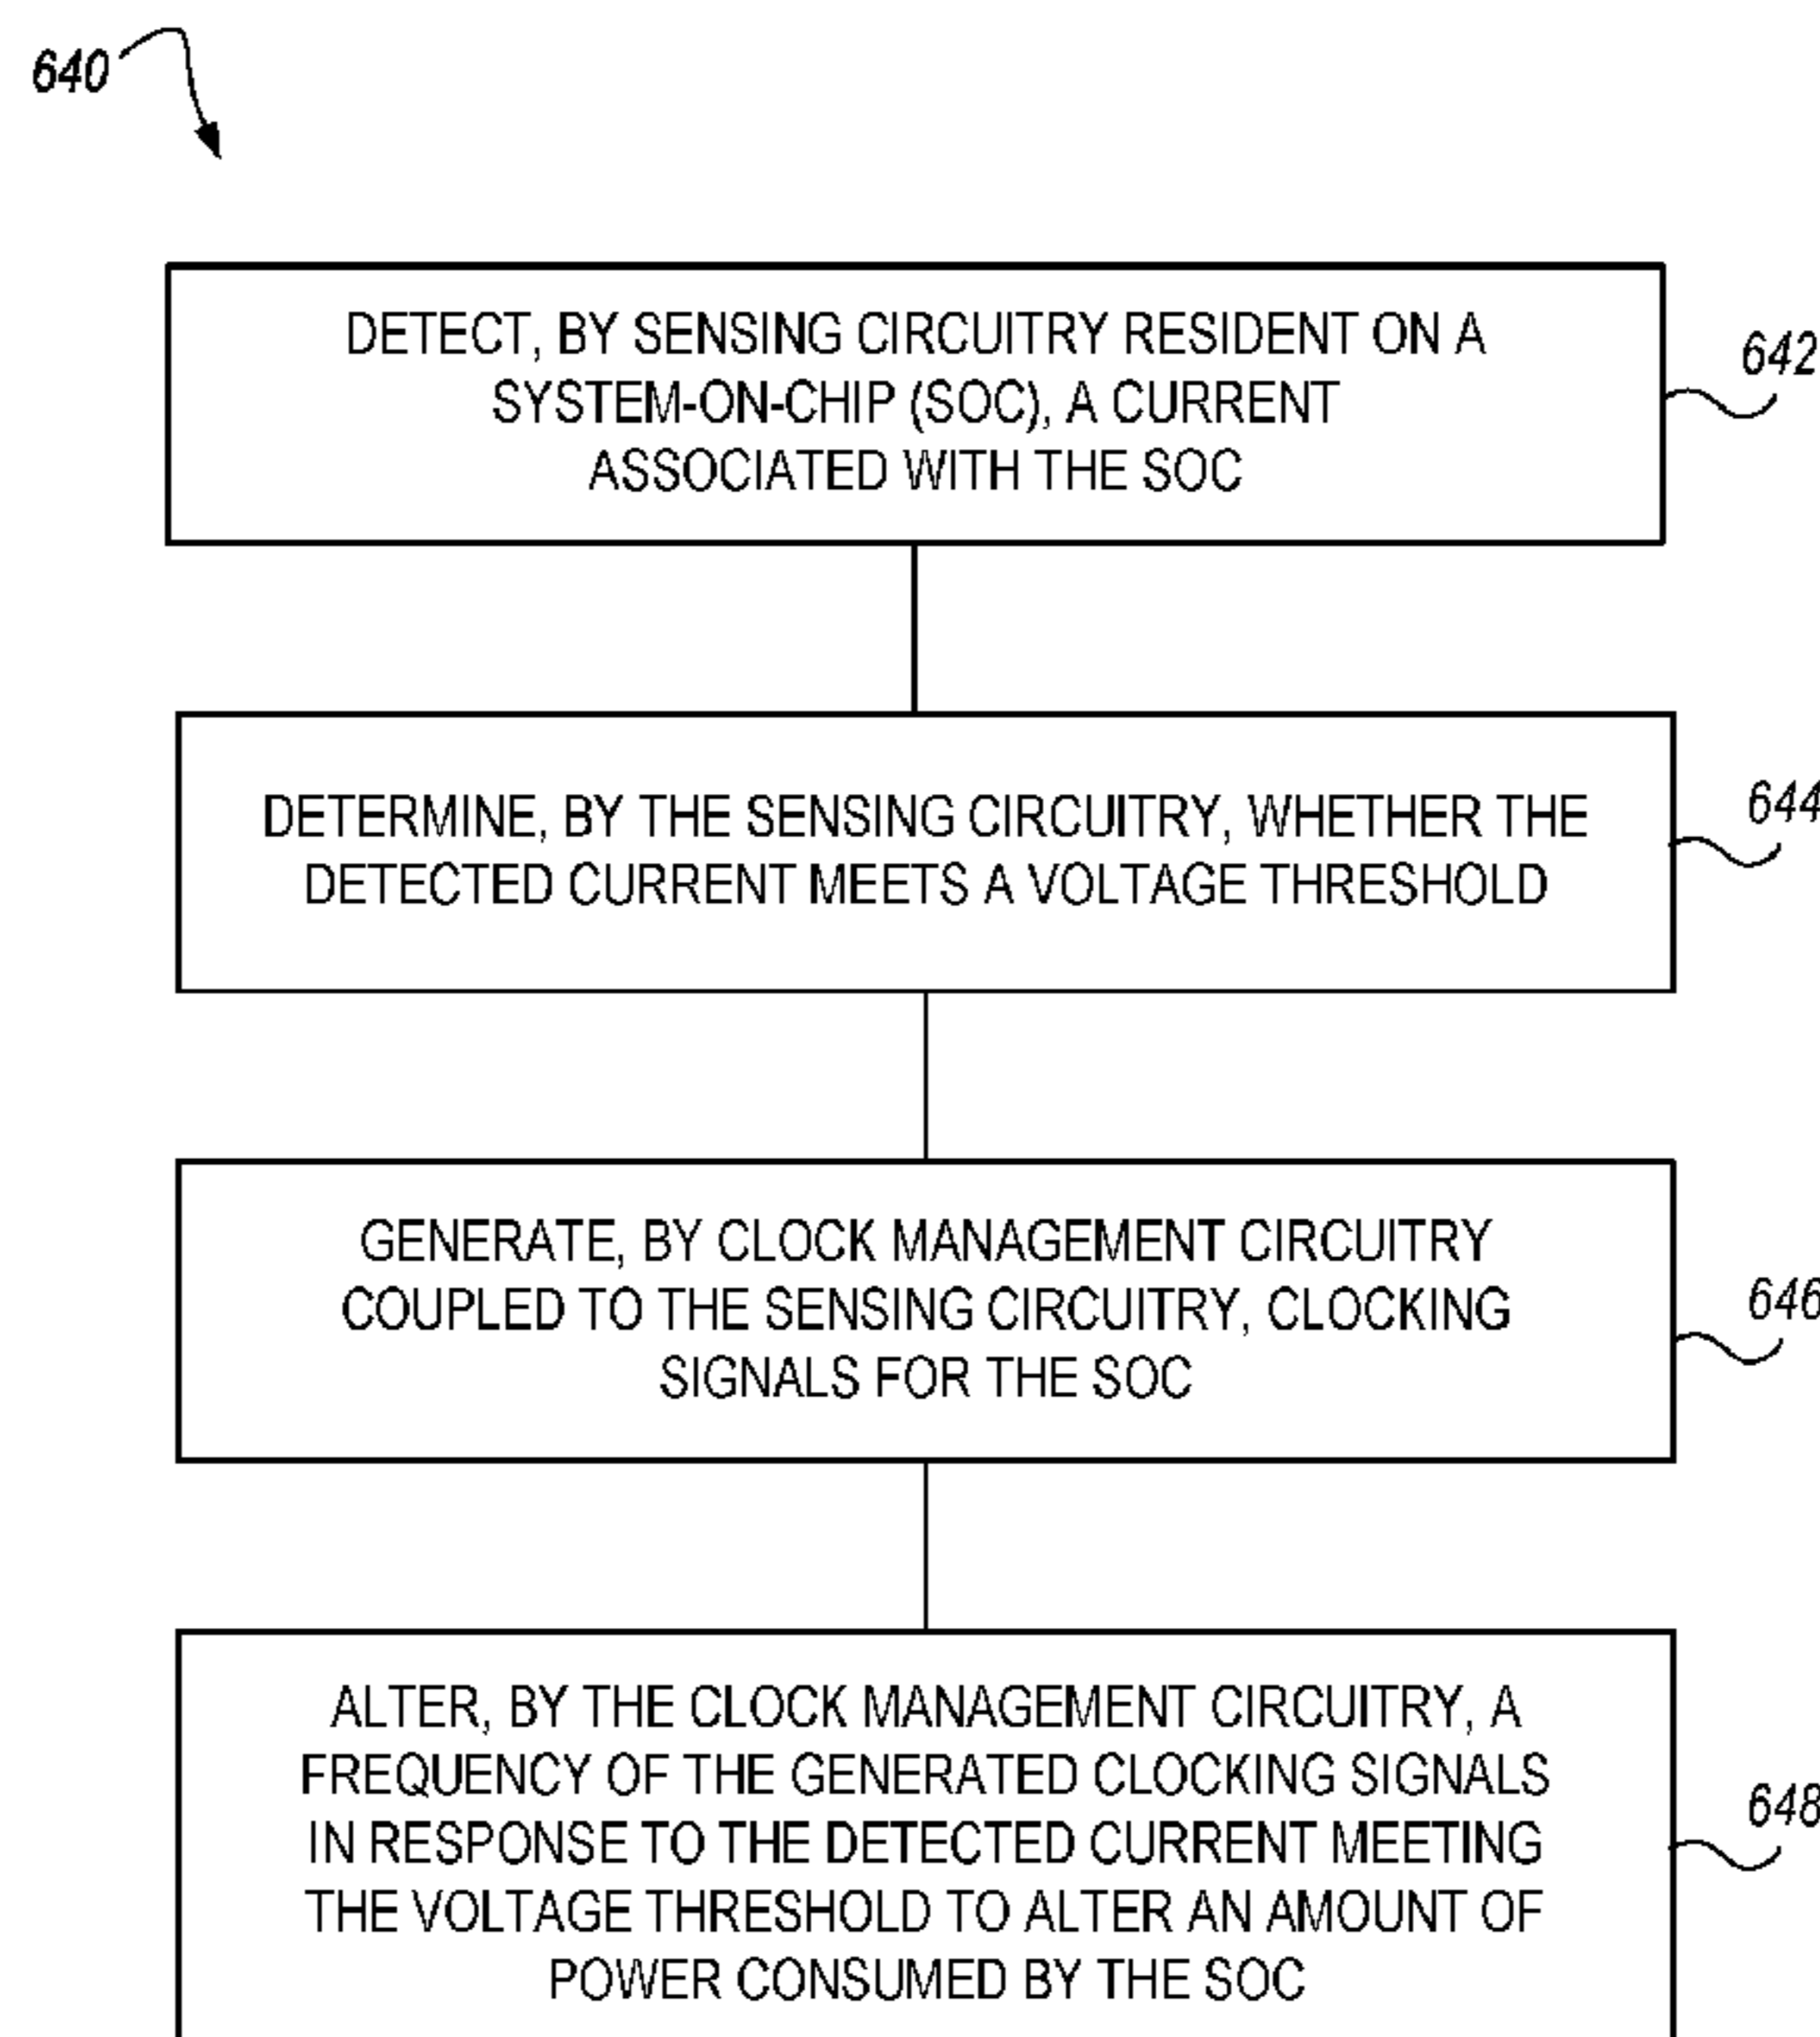 640
DETECT, BY SENSING CIRCUITRY RESIDENT ON A
SYSTEM-ON-CHIP (SOC), A CURRENT
ASSOCIATED WITH THE SOC
642
DETERMINE, BY THE SENSING CIRCUITRY, WHETHER THE
DETECTED CURRENT MEETS A VOLTAGE THRESHOLD
644
GENERATE, BY CLOCK MANAGEMENT CIRCUITRY
COUPLED TO THE SENSING CIRCUITRY, CLOCKING
SIGNALS FOR THE SOC
646
ALTER, BY THE CLOCK MANAGEMENT CIRCUITRY, A
FREQUENCY OF THE GENERATED CLOCKING SIGNALS
IN RESPONSE TO THE DETECTED CURRENT MEETING
THE VOLTAGE THRESHOLD TO ALTER AN AMOUNT OF
POWER CONSUMED BY THE SOC
648